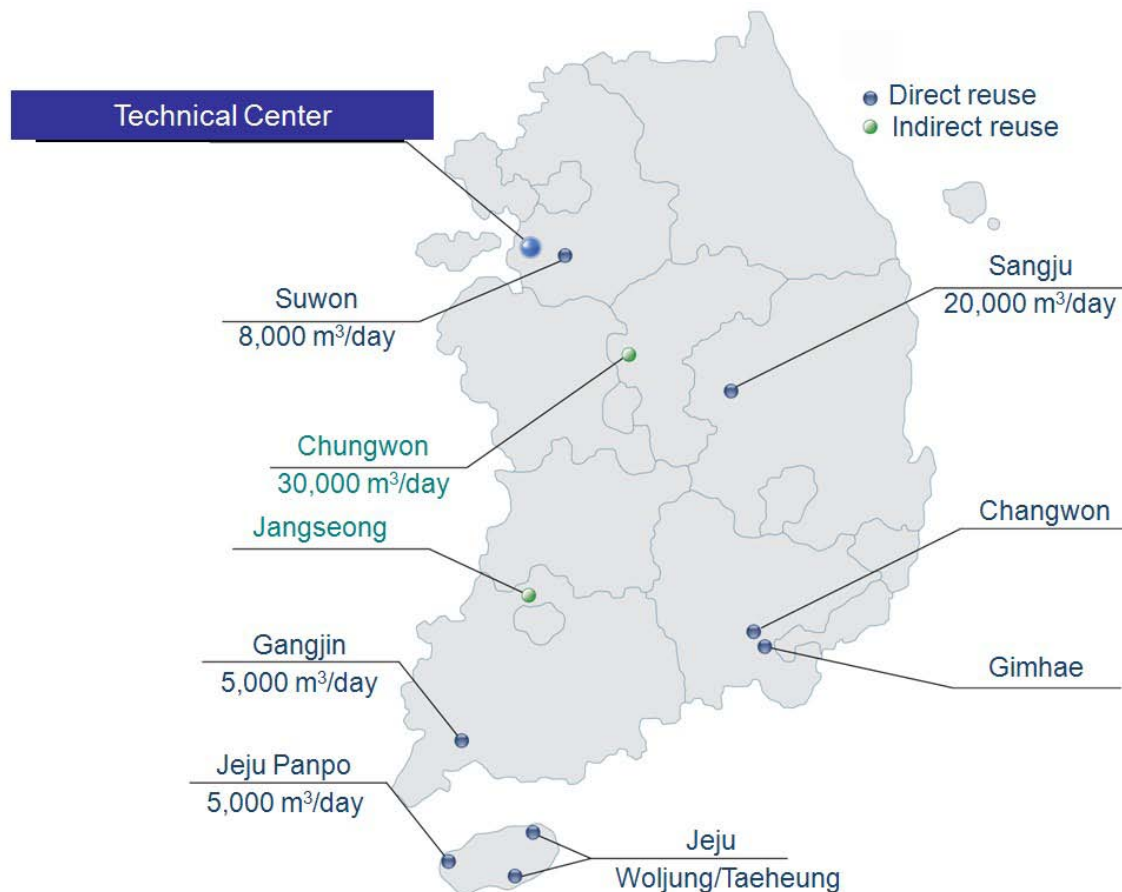 Technical Center
Direct reuse
Indirect reuse
Suwon
8,000 m³/day
Sangju
20,000 m³/day
Chungwon
30,000 m³/day
Jangseong
Changwon
Gangjin
5,000 m³/day
Gimhae
Jeju Panpo
5,000 m³/day
Jeju
Woljung/Taeheung